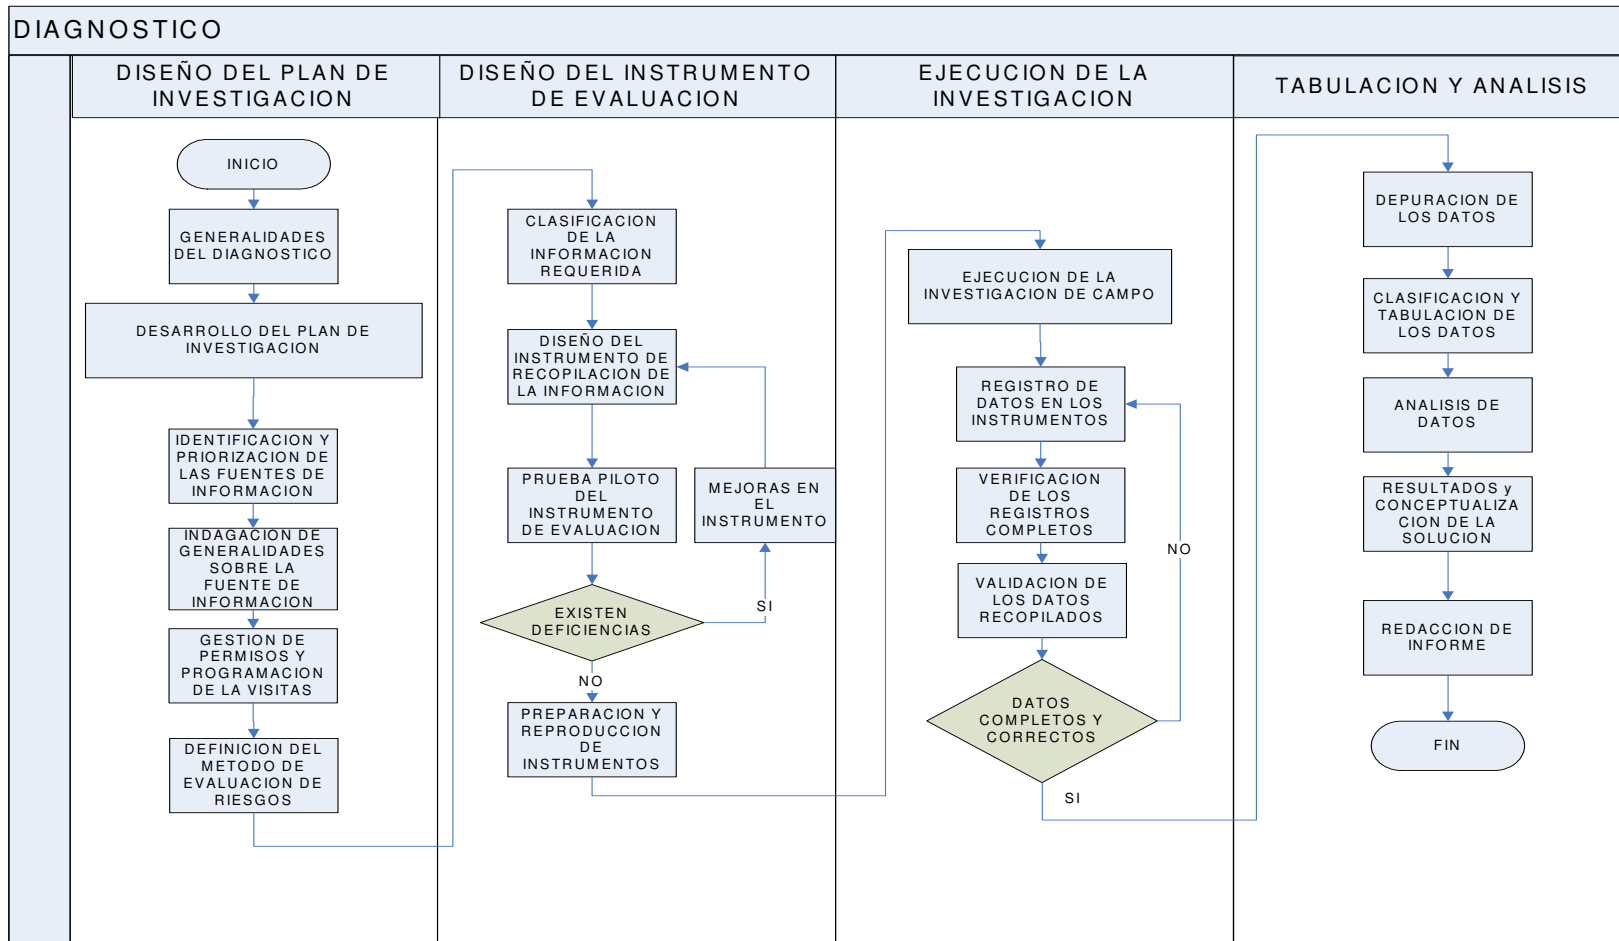 DIAGNOSTICO
DISEÑO DEL PLAN DE
INVESTIGACION
DISEÑO DEL INSTRUMENTO
DE EVALUACION
EJECUCION DE LA
INVESTIGACION
TABULACION Y ANALISIS
INICIO
GENERALIDADES
DEL DIAGNOSTICO
DESARROLLO DEL PLAN DE
INVESTIGACION
IDENTIFICACION Y
PRIORIZACION DE
LAS FUENTES DE
INFORMACION
INDAGACION DE
GENERALIDADES
SOBRE LA
FUENTE DE
INFORMACION
GESTION DE
PERMISOS Y
PROGRAMACION
DE LA VISITAS
DEFINICION DEL
METODO DE
EVALUACION DE
RIESGOS
CLASIFICACION
DE LA
INFORMACION
REQUERIDA
DISEÑO DEL
INSTRUMENTO DE
RECOPILACION DE
LA INFORMACION
PRUEBA PILOTO
DEL
INSTRUMENTO
DE EVALUACION
MEJORAS EN
EL
INSTRUMENTO
EXISTEN
DEFICIENCIAS
SI
NO
PREPARACION Y
REPRODUCCION
DE
INSTRUMENTOS
EJECUCION DE LA
INVESTIGACION DE CAMPO
REGISTRO DE
DATOS EN LOS
INSTRUMENTOS
VERIFICACION
DE LOS
REGISTROS
COMPLETOS
NO
VALIDACION DE
LOS DATOS
RECOPILADOS
DATOS
COMPLETOS Y
CORRECTOS
SI
DEPURACION DE
LOS DATOS
CLASIFICACION Y
TABULACION DE
LOS DATOS
ANALISIS DE
DATOS
RESULTADOS y
CONCEPTUALIZA
CION DE LA
SOLUCION
REDACCION DE
INFORME
FIN